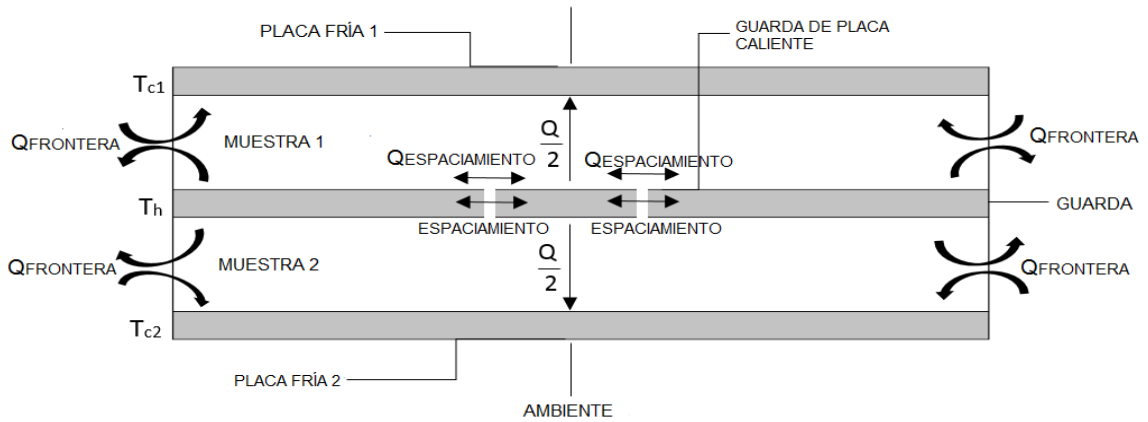 PLACA FRÍA 1
GUARDA DE PLACA
CALIENTE
Tc1
QFRONTERA
MUESTRA 1
Q
2
QFRONTERA
QESPACIAMIENTO
QESPACIAMIENTO
Th
GUARDA
ESPACIAMIENTO
ESPACIAMIENTO
QFRONTERA
MUESTRA 2
Q
2
QFRONTERA
Tc2
PLACA FRÍA 2
AMBIENTE